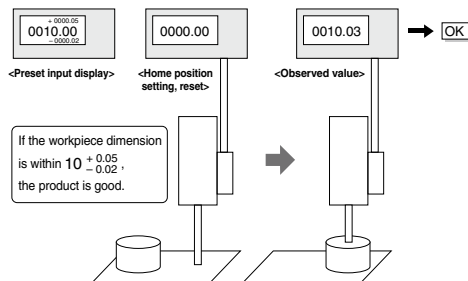 + 0000.05
0010.00
– 0000.02
<Preset input display>
0000.00
<Home position
setting, reset>
0010.03
<Observed value>
OK
If the workpiece dimension
is within 10 + 0.05
– 0.02 ,
the product is good.